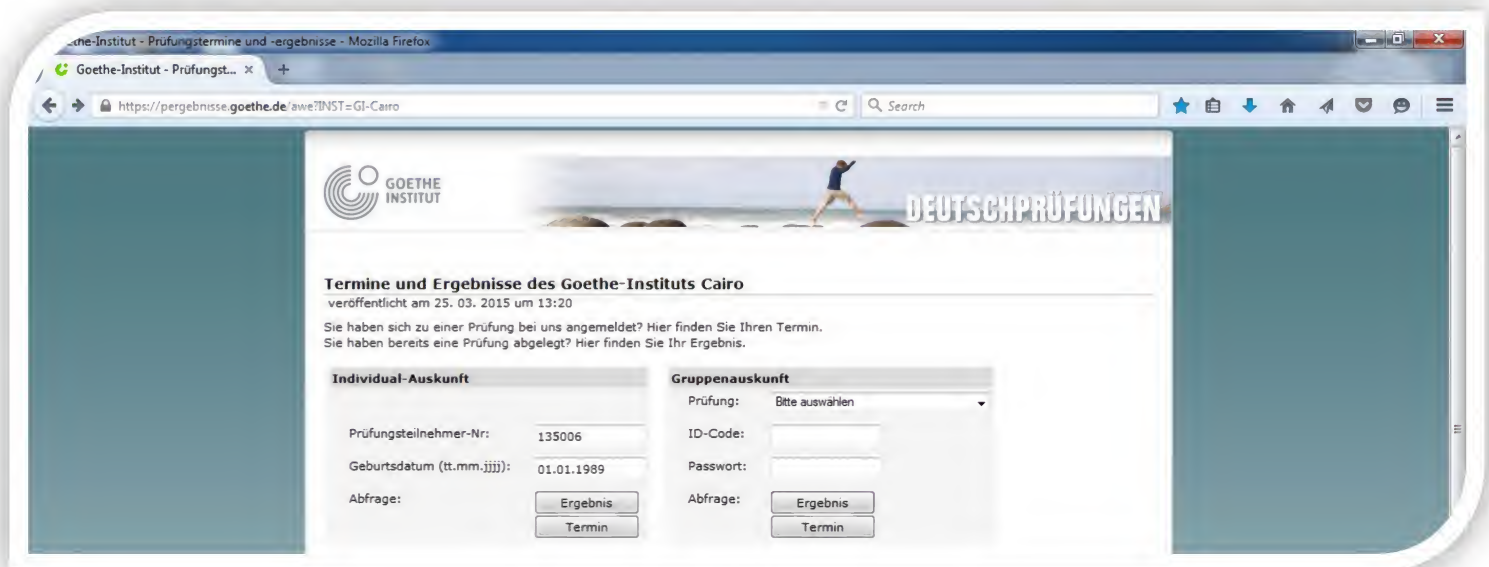 the-Institut - Prüfungstermine und -ergebnisse - Mozilla Firefox
Goethe-Institut - Prüfungst... × +
https://pergebnisse.goethe.de/awe?INST=GI-Cairo
Search
GOETHE
INSTITUT
DEUTSCHPRÜFUNGEN
Termine und Ergebnisse des Goethe-Instituts Cairo
veröffentlicht am 25. 03. 2015 um 13:20
Sie haben sich zu einer Prüfung bei uns angemeldet? Hier finden Sie Ihren Termin.
Sie haben bereits eine Prüfung abgelegt? Hier finden Sie Ihr Ergebnis.
Individual-Auskunft
Prüfungsteilnehmer-Nr: 135006
Geburtsdatum (tt.mm.jjjj): 01.01.1989
Abfrage: Ergebnis
Termin
Gruppenauskunft
Prüfung: Bitte auswählen
ID-Code:
Passwort:
Abfrage: Ergebnis
Termin